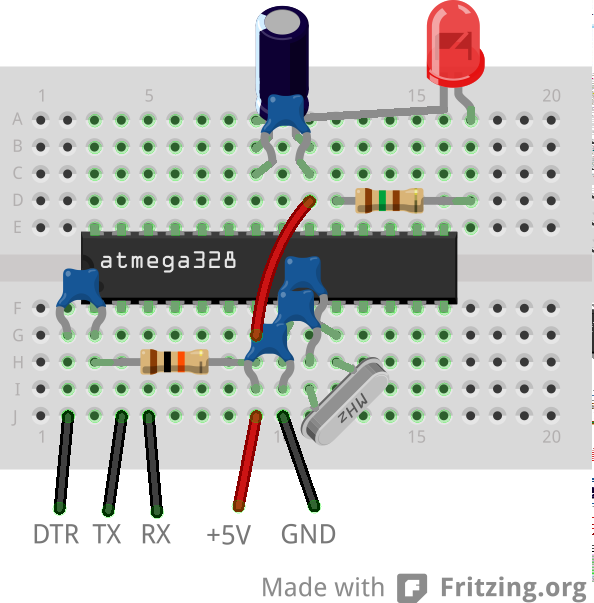 1 5 15 20
A
B
C
D
E
atmega328
F
G
H
I
J
MHz
1 15 20
DTR TX RX +5V GND
Made with Fritzing.org